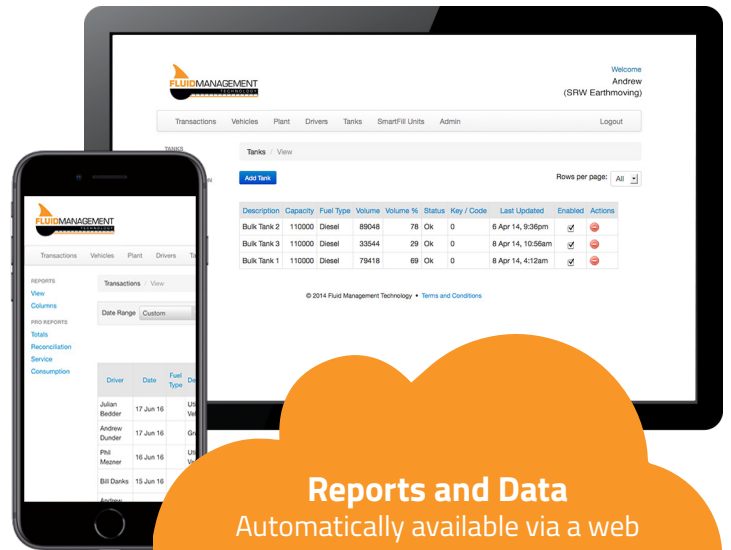 FLUIDMANAGEMENT
TECHNOLOGY
Welcome
Andrew
(SRW Earthmoving)
Transactions Vehicles Plant Drivers Tanks SmartFill Units Admin Logout
TANKS
Tanks / View
Add Tank
Rows per page: All
Description Capacity Fuel Type Volume Volume % Status Key / Code Last Updated Enabled Actions
Bulk Tank 2 110000 Diesel 89048 78 Ok 0 6 Apr 14, 9:36pm
Bulk Tank 3 110000 Diesel 33544 29 Ok 0 8 Apr 14, 10:56am
Bulk Tank 1 110000 Diesel 79418 69 Ok 0 8 Apr 14, 4:12am
© 2014 Fluid Management Technology • Terms and Conditions
FLUIDMANAGEMENT
TECHNOLOGY
Transactions Vehicles Plant Drivers Ta
REPORTS
View
Columns
PRO REPORTS
Totals
Reconciliation
Service
Consumption
Transactions / View
Date Range Custom
Driver Date Fuel Type De
Julian Bedder 17 Jun 16 Uti Veh
Andrew Dunder 17 Jun 16 Gr
Phil Mezner 16 Jun 16 Uti Ve
Bill Danks 15 Jun 16
Andrew
Reports and Data
Automatically available via a web